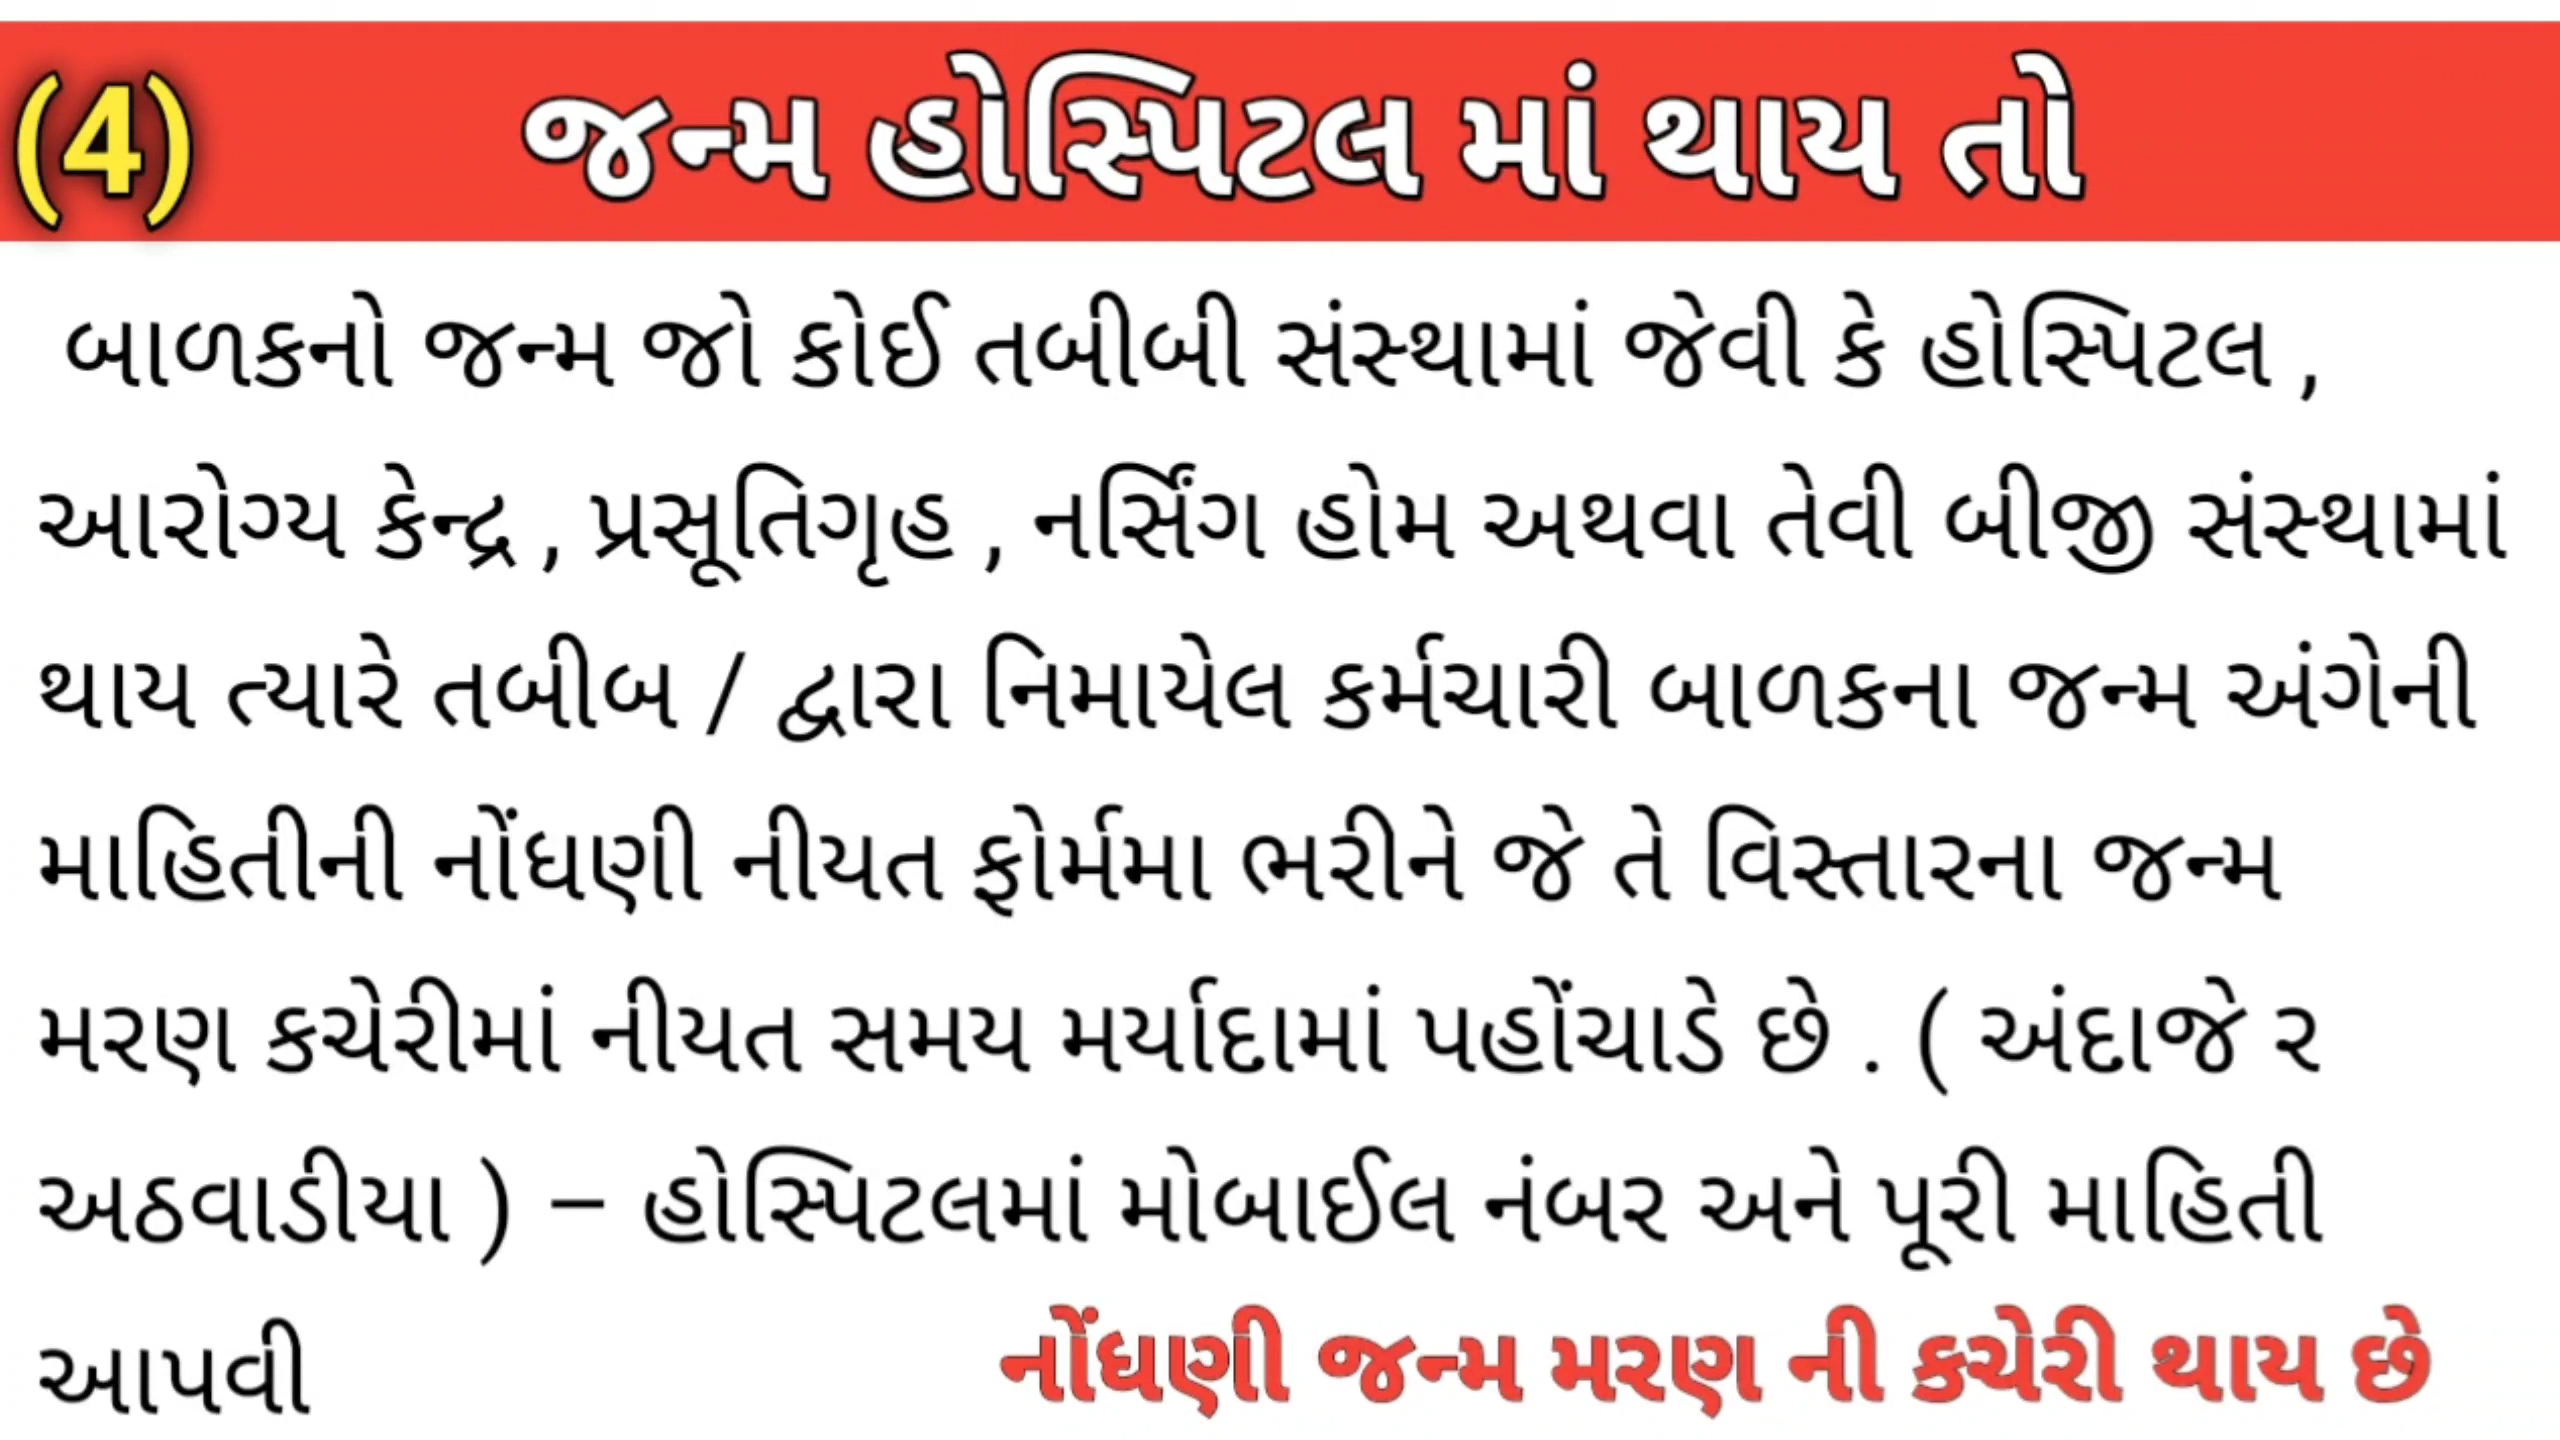 (4) જન્મ હોસ્પિટલ માં થાય તો
બાળકનો જન્મ જો કોઈ તબીબી સંસ્થામાં જેવી કે હોસ્પિટલ ,
આરોગ્ય કેન્દ્ર , પ્રસૂતિગૃહ , નર્સિંગ હોમ અથવા તેવી બીજી સંસ્થામાં
થાય ત્યારે તબીબ / દ્વારા નિમાયેલ કર્મચારી બાળકના જન્મ અંગેની
માહિતીની નોંધણી નીયત ફોર્મમા ભરીને જે તે વિસ્તારના જન્મ
મરણ કચેરીમાં નીયત સમય મર્યાદામાં પહોંચાડે છે . ( અંદાજે ૨
અઠવાડીયા ) – હોસ્પિટલમાં મોબાઈલ નંબર અને પૂરી માહિતી
આપવી
નોંધણી જન્મ મરણ ની કચેરી થાય છે